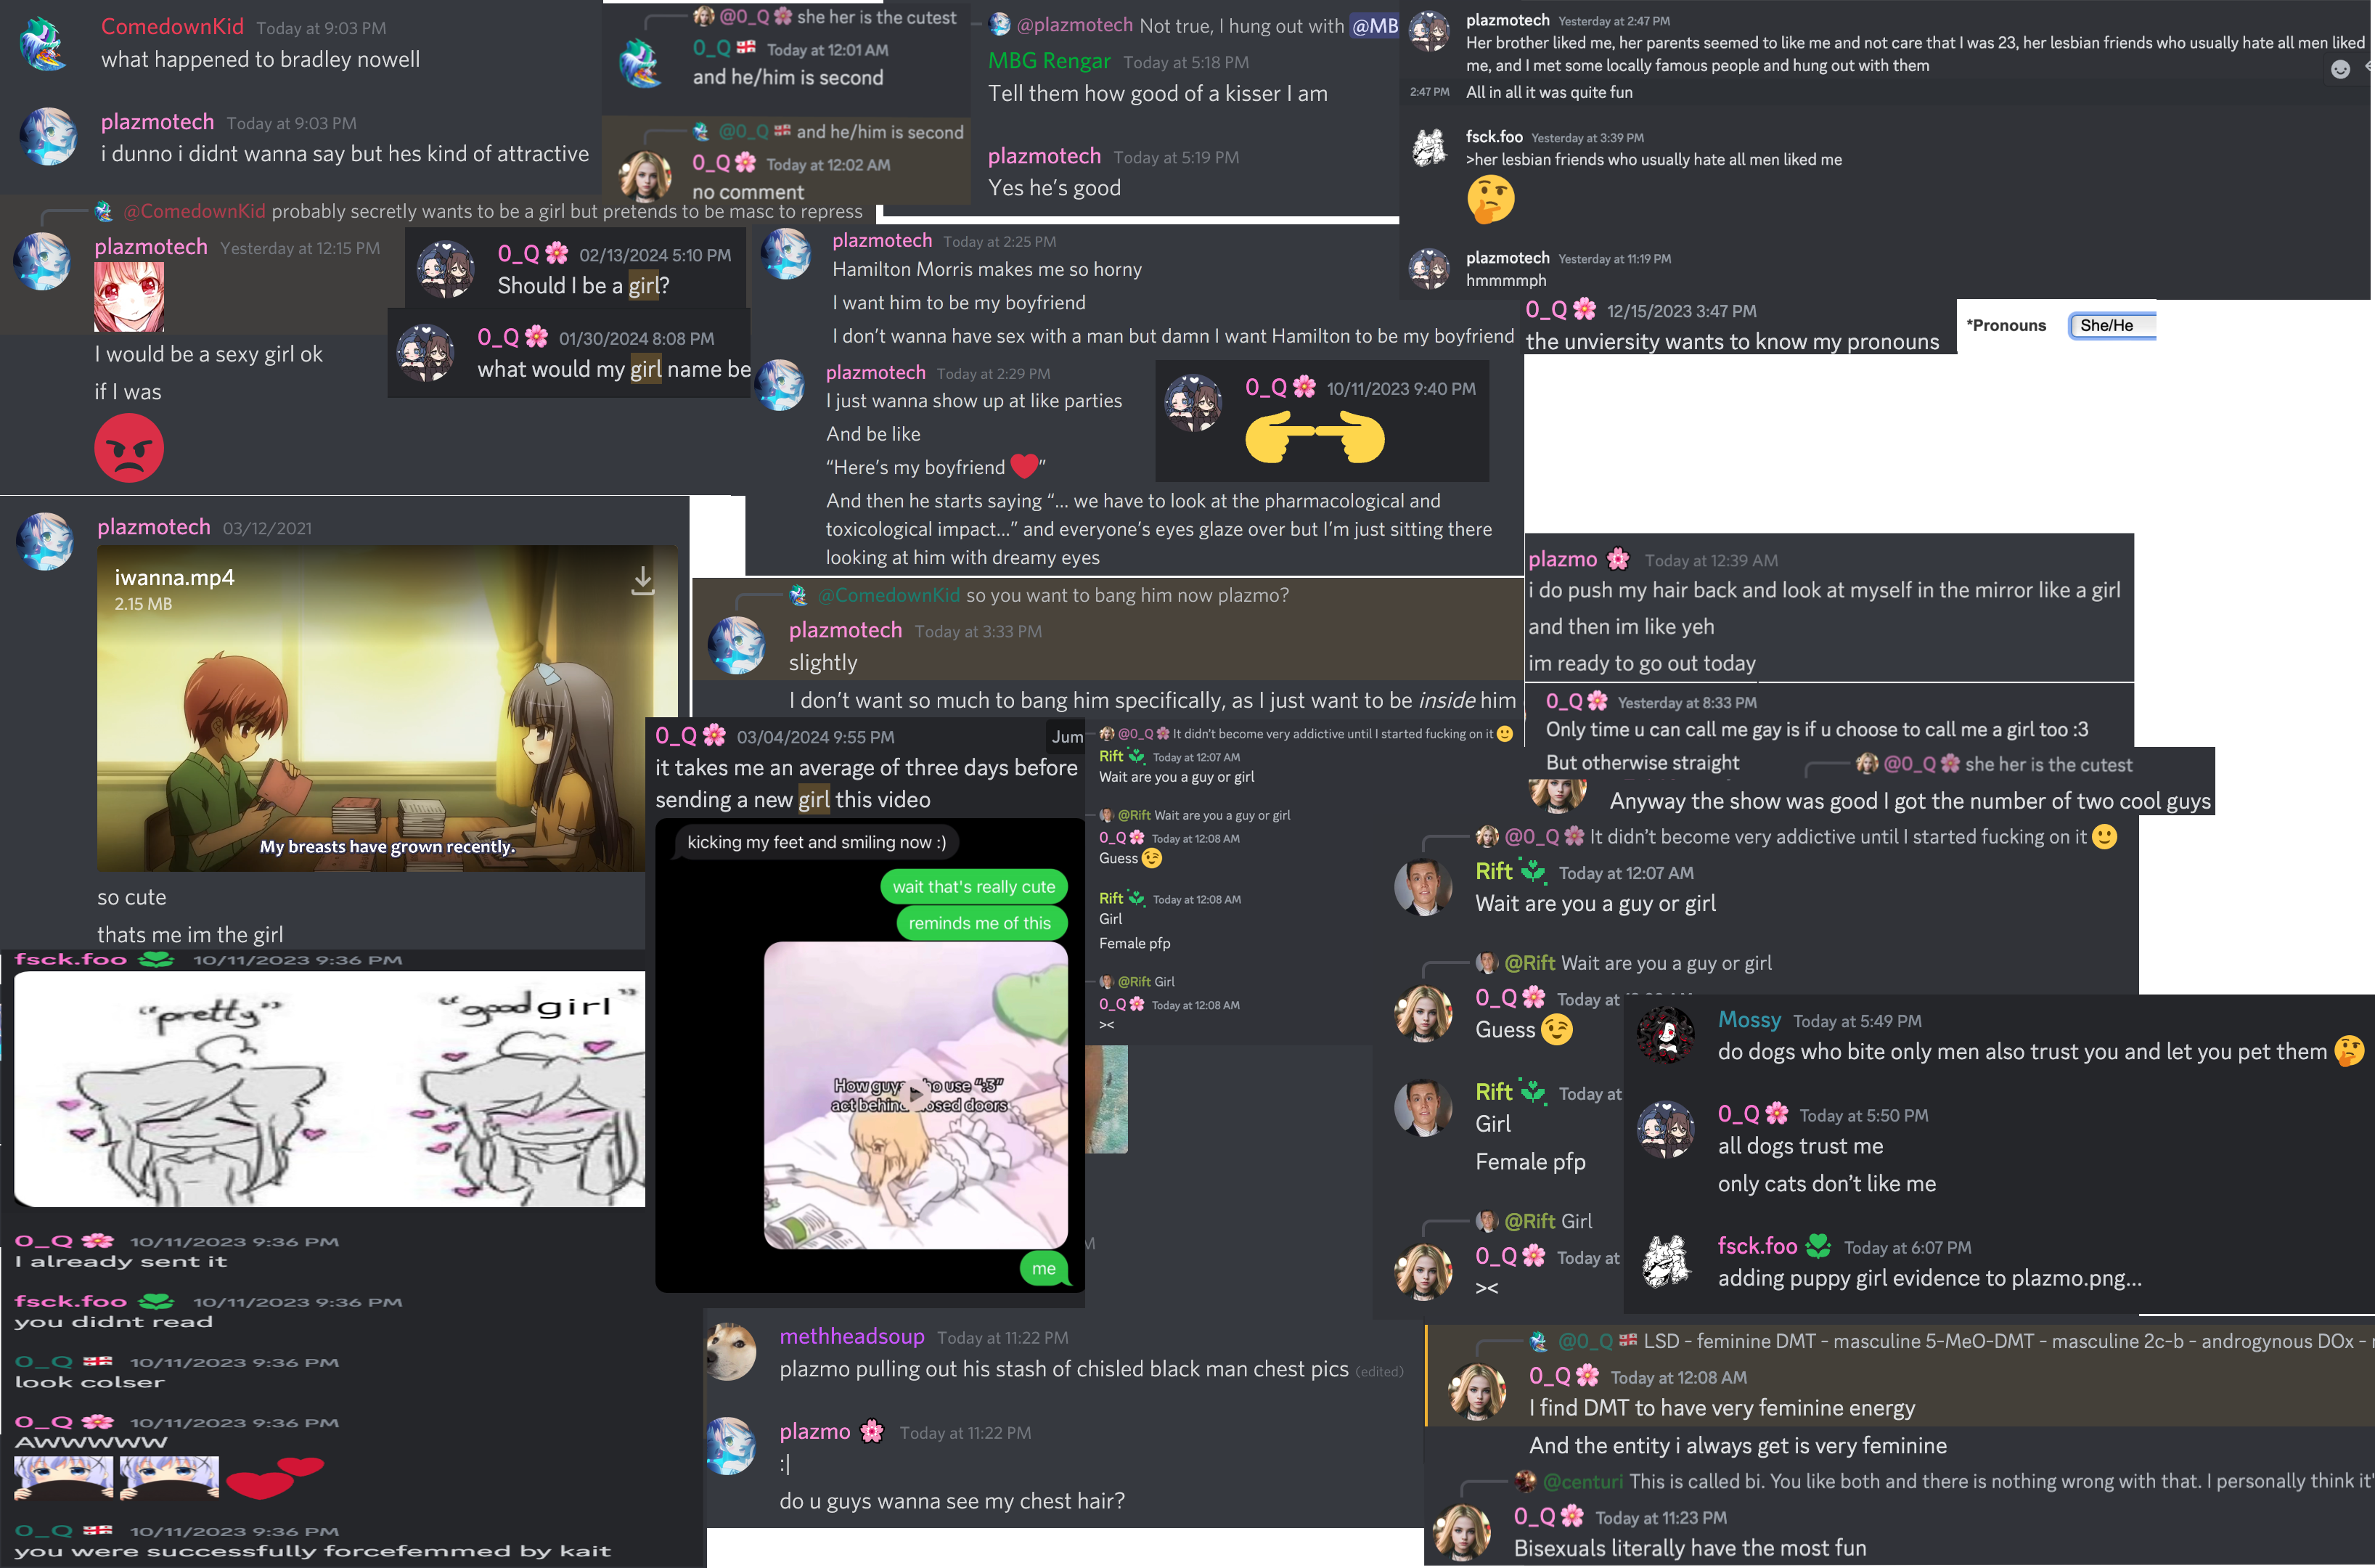 ComedownKid Today at 9:03 PM
what happened to bradley nowell
plazmotech Today at 9:03 PM
i dunno i didnt wanna say but hes kind of attractive
@0_Q she her is the cutest
0_Q Today at 12:01 AM
and he/him is second
@0_Q and he/him is second
0_Q Today at 12:02 AM
no comment
@plazmotech Not true, I hung out with @MB
MBG Rengar Today at 5:18 PM
Tell them how good of a kisser I am
plazmotech Today at 5:19 PM
Yes he's good
plazmotech Yesterday at 2:47 PM
Her brother liked me, her parents seemed to like me and not care that I was 23, her lesbian friends who usually hate all men liked
me, and I met some locally famous people and hung out with them
2:47 PM All in all it was quite fun
fsck.foo Yesterday at 3:39 PM
>her lesbian friends who usually hate all men liked me
plazmotech Yesterday at 11:19 PM
hmmmmph
@ComedownKid probably secretly wants to be a girl but pretends to be masc to repress
plazmotech Yesterday at 12:15 PM
I would be a sexy girl ok
if I was
0_Q 02/13/2024 5:10 PM
Should I be a girl?
0_Q 01/30/2024 8:08 PM
what would my girl name be
plazmotech Today at 2:25 PM
Hamilton Morris makes me so horny
I want him to be my boyfriend
I don't wanna have sex with a man but damn I want Hamilton to be my boyfriend
plazmotech Today at 2:29 PM
I just wanna show up at like parties
And be like
“Here's my boyfriend ❤️”
And then he starts saying “... we have to look at the pharmacological and
toxicological impact...” and everyone's eyes glaze over but I'm just sitting there
looking at him with dreamy eyes
0_Q 10/11/2023 9:40 PM
0_Q 12/15/2023 3:47 PM
the unviersity wants to know my pronouns
*Pronouns She/He
plazmotech 03/12/2021
iwanna.mp4
2.15 MB
My breasts have grown recently.
so cute
thats me im the girl
@ComedownKid so you want to bang him now plazmo?
plazmotech Today at 3:33 PM
slightly
I don't want so much to bang him specifically, as I just want to be inside him
plazmo Today at 12:39 AM
i do push my hair back and look at myself in the mirror like a girl
and then im like yeh
im ready to go out today
0_Q Yesterday at 8:33 PM
Only time u can call me gay is if u choose to call me a girl too :3
But otherwise straight
@0_Q she her is the cutest
Anyway the show was good I got the number of two cool guys
0_Q 03/04/2024 9:55 PM
Jum
it takes me an average of three days before
sending a new girl this video
kicking my feet and smiling now :)
wait that's really cute
reminds me of this
How guys who use “:3”
act behind closed doors
me
@0_Q It didn't become very addictive until I started fucking on it
Rift Today at 12:07 AM
Wait are you a guy or girl
@Rift Wait are you a guy or girl
0_Q Today at 12:08 AM
Guess
Rift Today at 12:08 AM
Girl
Female pfp
@Rift Girl
0_Q Today at 12:08 AM
><
@0_Q It didn't become very addictive until I started fucking on it
Rift Today at 12:07 AM
Wait are you a guy or girl
@Rift Wait are you a guy or girl
0_Q Today at
Guess
Rift Today at
Girl
Female pfp
@Rift Girl
0_Q Today at
><
Mossy Today at 5:49 PM
do dogs who bite only men also trust you and let you pet them
0_Q Today at 5:50 PM
all dogs trust me
only cats don't like me
fsck.foo Today at 6:07 PM
adding puppy girl evidence to plazmo.png...
fsck.foo 10/11/2023 9:36 PM
“pretty”
“good girl”
0_Q 10/11/2023 9:36 PM
I already sent it
fsck.foo 10/11/2023 9:36 PM
you didnt read
0_Q 10/11/2023 9:36 PM
look colser
0_Q 10/11/2023 9:36 PM
AWWWWW
0_Q 10/11/2023 9:36 PM
you were successfully forcefemmed by kait
M
methheadsoup Today at 11:22 PM
plazmo pulling out his stash of chisled black man chest pics (edited)
plazmo Today at 11:22 PM
:|
do u guys wanna see my chest hair?
@0_Q LSD - feminine DMT - masculine 5-MeO-DMT - masculine 2c-b - androgynous DOx -
0_Q Today at 12:08 AM
I find DMT to have very feminine energy
And the entity i always get is very feminine
@centuri This is called bi. You like both and there is nothing wrong with that. I personally think it'
0_Q Today at 11:23 PM
Bisexuals literally have the most fun